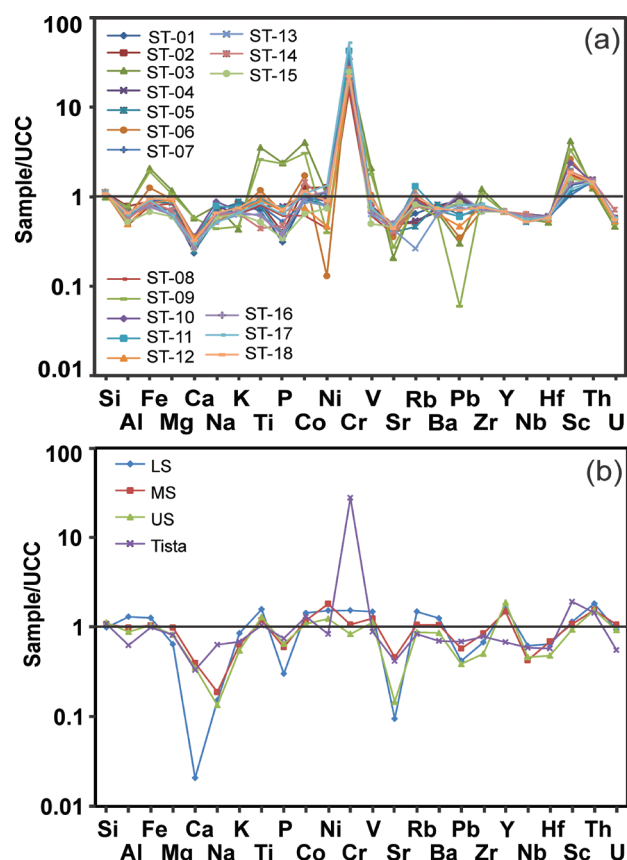 (a)
100
10
1
0.1
0.01
Sample/UCC
ST-01 ST-13
ST-02 ST-14
ST-03 ST-15
ST-04
ST-05
ST-06
ST-07
ST-08
ST-09
ST-10 ST-16
ST-11 ST-17
ST-12 ST-18
Si Fe Ca K P Ni V Rb Pb Y Hf Th
Al Mg Na Ti Co Cr Sr Ba Zr Nb Sc U
(b)
100
10
1
0.1
0.01
Sample/UCC
LS
MS
US
Tista
Si Fe Ca K P Ni V Rb Pb Y Hf Th
Al Mg Na Ti Co Cr Sr Ba Zr Nb Sc U